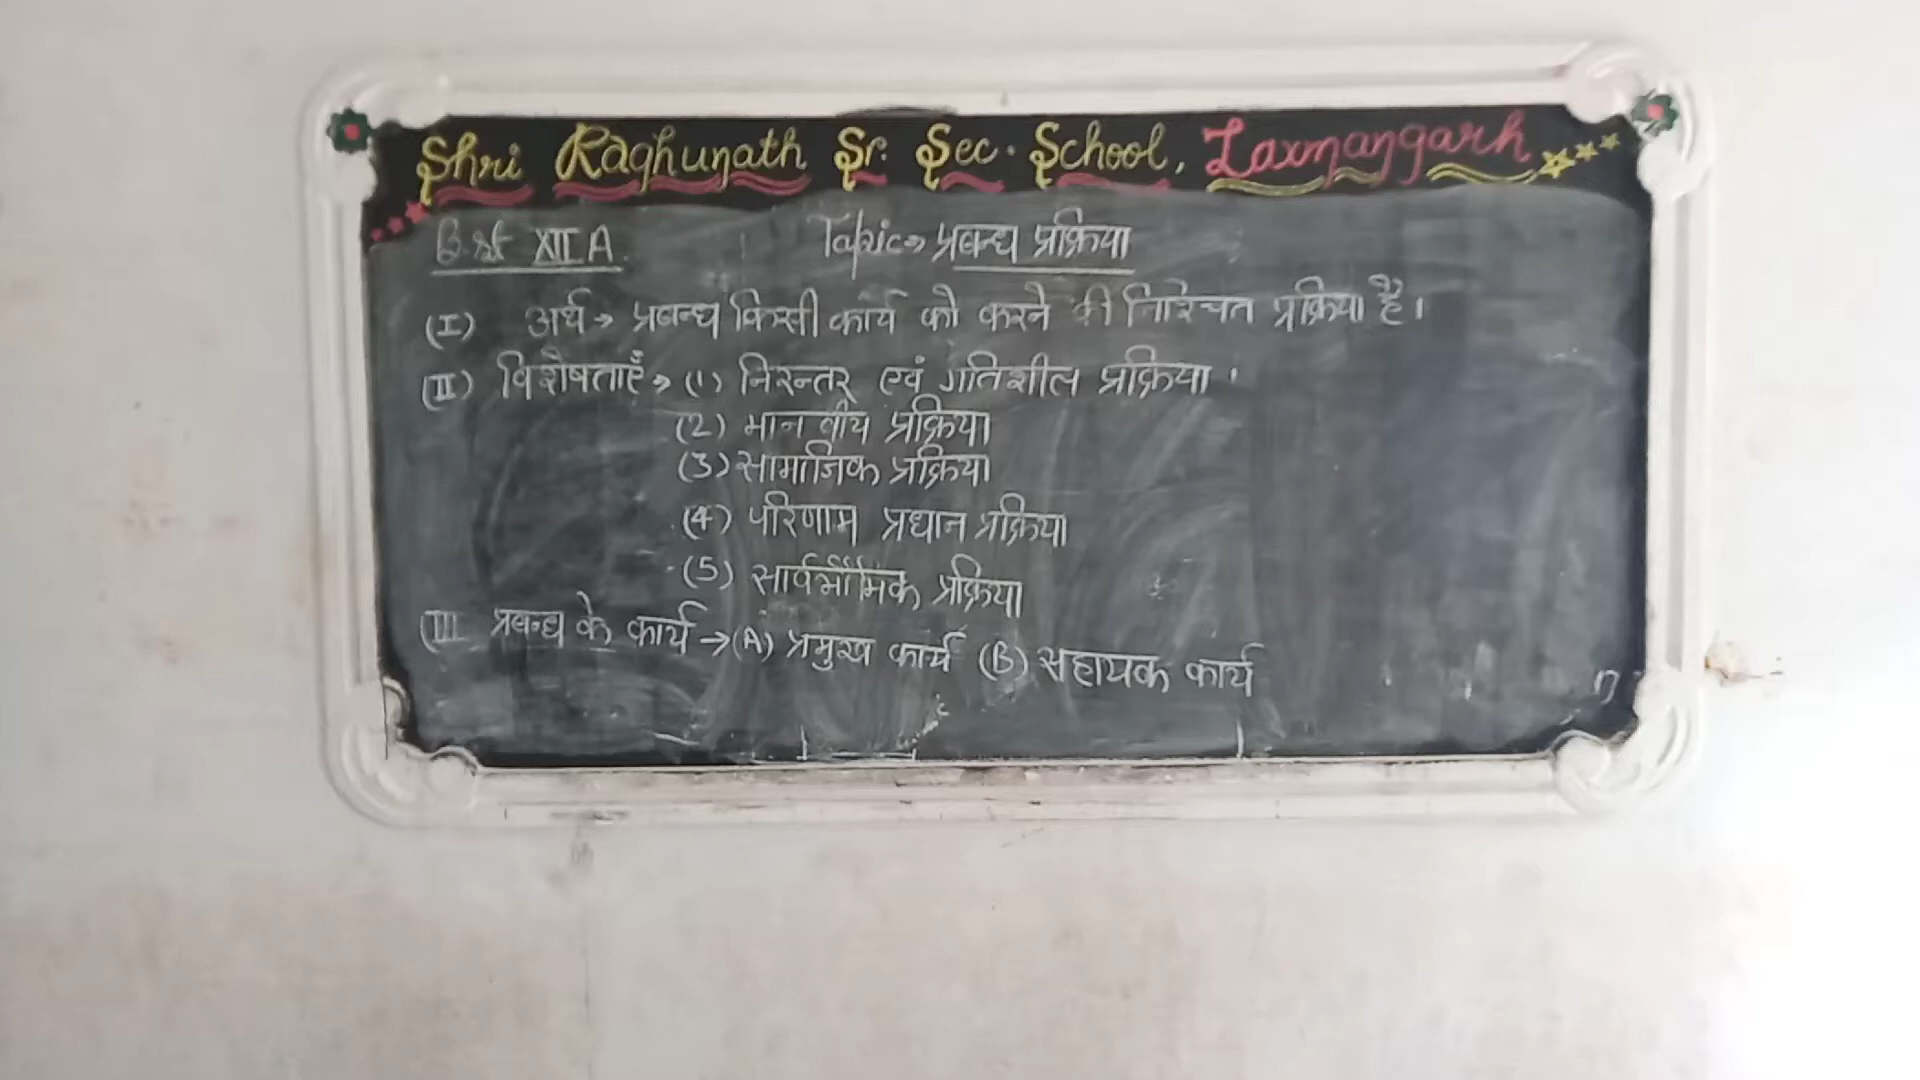 Shri Raghunath Sr. Sec. School, Laxmangarh
B.st XII A Topic→ प्रबन्ध प्रक्रिया
(I) अर्थ → प्रबन्ध किसी कार्य को करने की निश्चित प्रक्रिया है।
(II) विशेषताएँ → (1) निरन्तर एवं गतिशील प्रक्रिया ।
(2) मानवीय प्रक्रिया
(3) सामाजिक प्रक्रिया
(4) परिणाम प्रधान प्रक्रिया
(5) सार्वभौमिक प्रक्रिया
(III प्रबन्ध के कार्य → (A) प्रमुख कार्य (B) सहायक कार्य